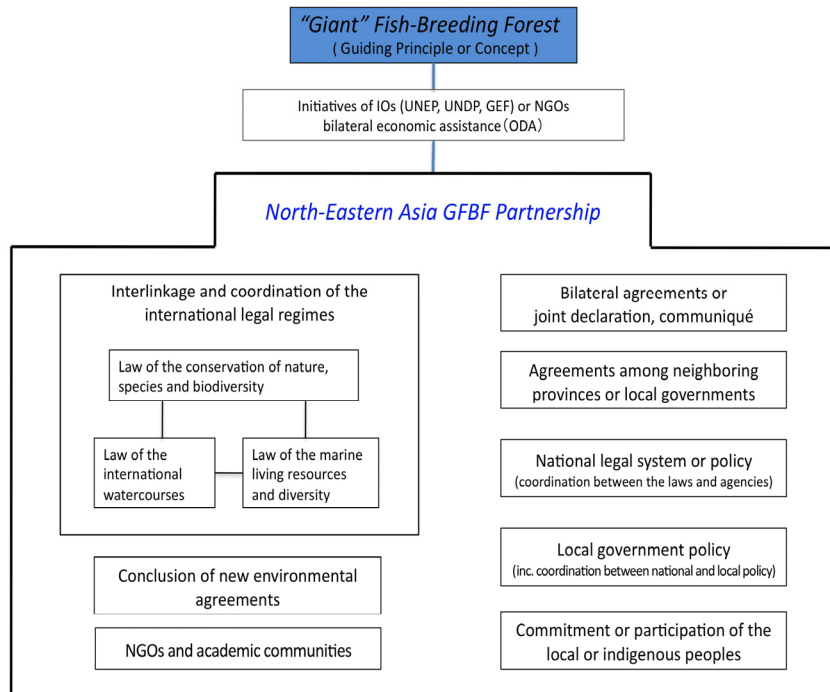 “Giant” Fish-Breeding Forest
( Guiding Principle or Concept )
Initiatives of IOs (UNEP, UNDP, GEF) or NGOs
bilateral economic assistance(ODA)
North-Eastern Asia GFBF Partnership
Interlinkage and coordination of the
international legal regimes
Law of the conservation of nature,
species and biodiversity
Law of the
international
watercourses
Law of the marine
living resources
and diversity
Conclusion of new environmental
agreements
NGOs and academic communities
Bilateral agreements or
joint declaration, communiqué
Agreements among neighboring
provinces or local governments
National legal system or policy
(coordination between the laws and agencies)
Local government policy
(inc. coordination between national and local policy)
Commitment or participation of the
local or indigenous peoples